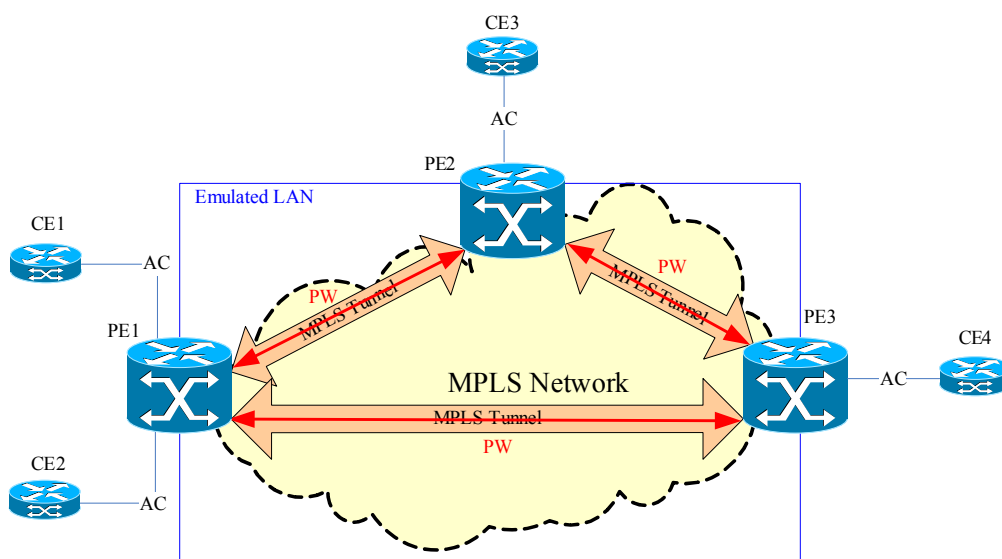 CE3
AC
PE2
Emulated LAN
CE1
AC
PW
MPLS Tunnel
PW
MPLS Tunnel
PE1
PE3
CE4
AC
MPLS Network
MPLS Tunnel
PW
CE2
AC